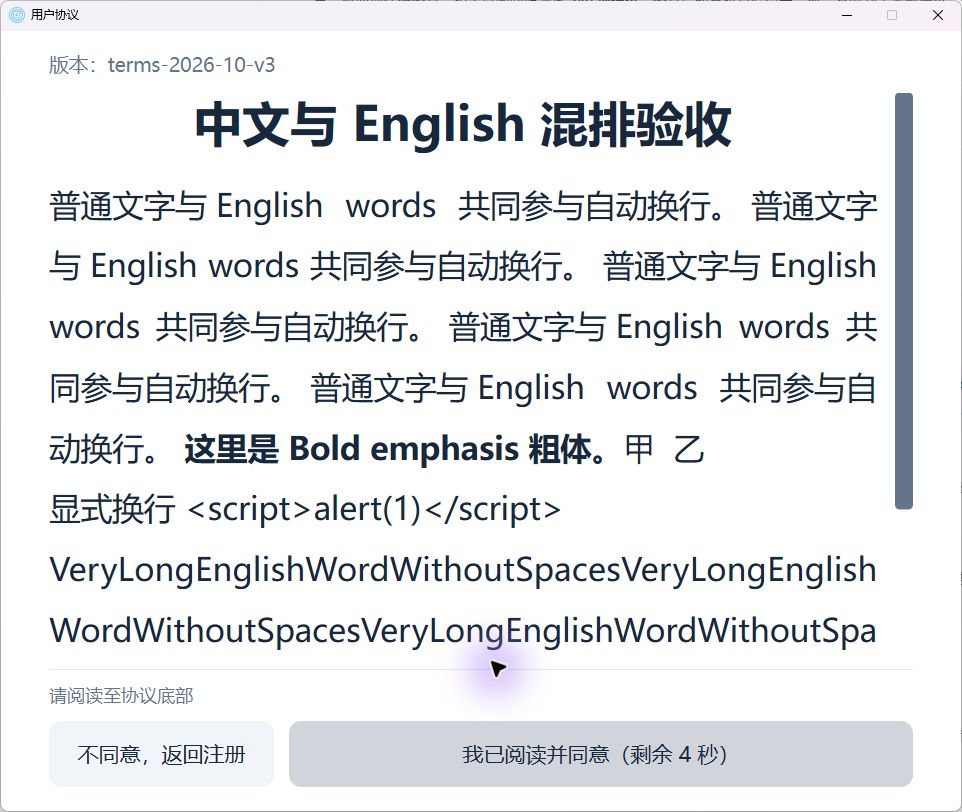 用户协议
版本：terms-2026-10-v3
中文与 English 混排验收
普通文字与 English words 共同参与自动换行。 普通文字
与 English words 共同参与自动换行。 普通文字与 English
words 共同参与自动换行。 普通文字与 English words 共
同参与自动换行。 普通文字与 English words 共同参与自
动换行。 这里是 Bold emphasis 粗体。甲 乙
显式换行 <script>alert(1)</script>
VeryLongEnglishWordWithoutSpacesVeryLongEnglish
WordWithoutSpacesVeryLongEnglishWordWithoutSpa
请阅读至协议底部
不同意，返回注册
我已阅读并同意（剩余 4 秒）